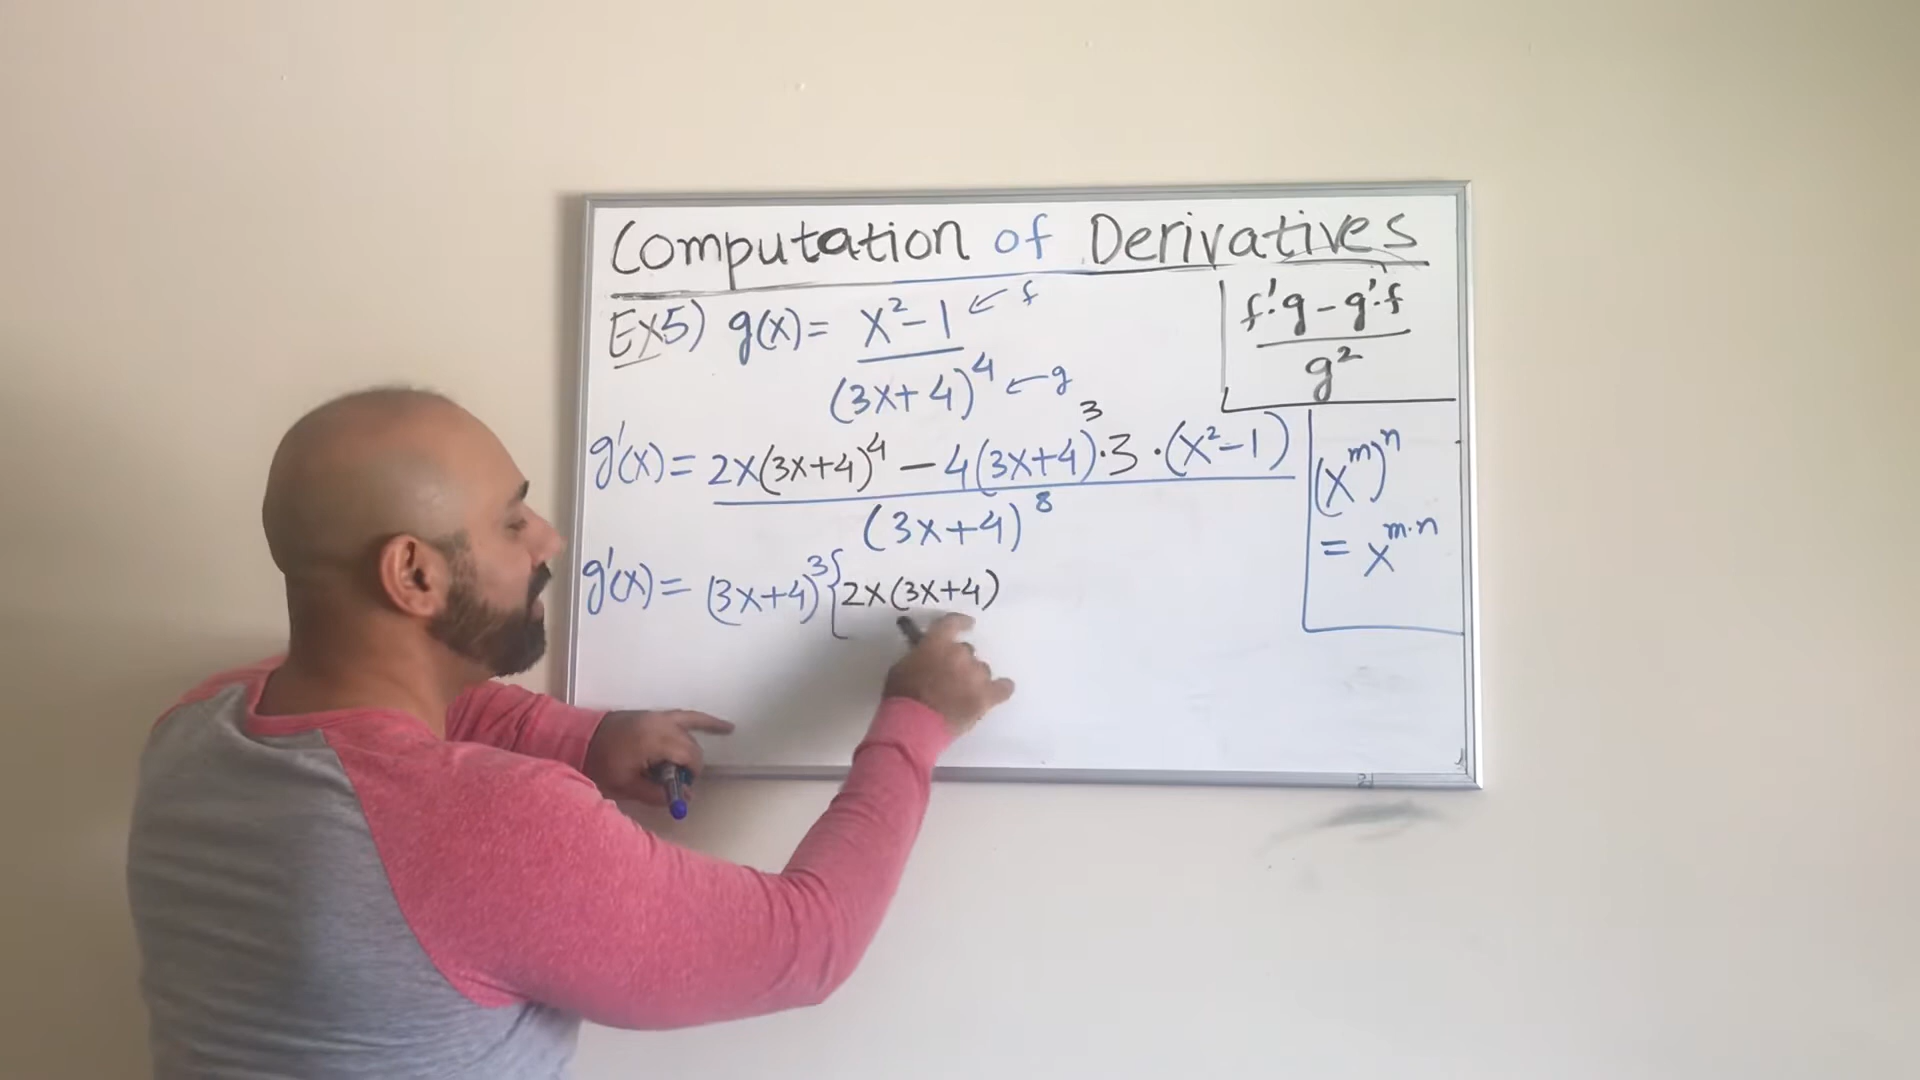 Computation of Derivatives
Ex5) g(x) = x² - 1 ← f
(3x+4)⁴ ← g
f'·g - g'·f
g²
g'(x) = 2x(3x+4)⁴ - 4(3x+4)³·3·(x²-1)
(3x+4)⁸
(x^m)^n
= x^{m·n}
g'(x) = (3x+4)³{2x(3x+4)